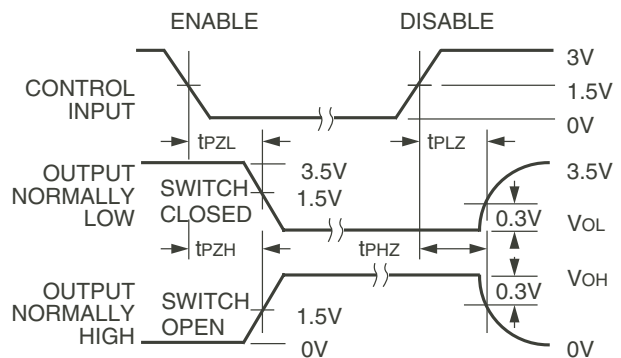 ENABLE DISABLE
3V
CONTROL
INPUT
1.5V
0V
tPZL
tPLZ
OUTPUT
NORMALLY
LOW
SWITCH
CLOSED
3.5V
1.5V
3.5V
0.3V
VOL
tPZH
tPHZ
OUTPUT
NORMALLY
HIGH
SWITCH
OPEN
1.5V
0V
VOH
0.3V
0V